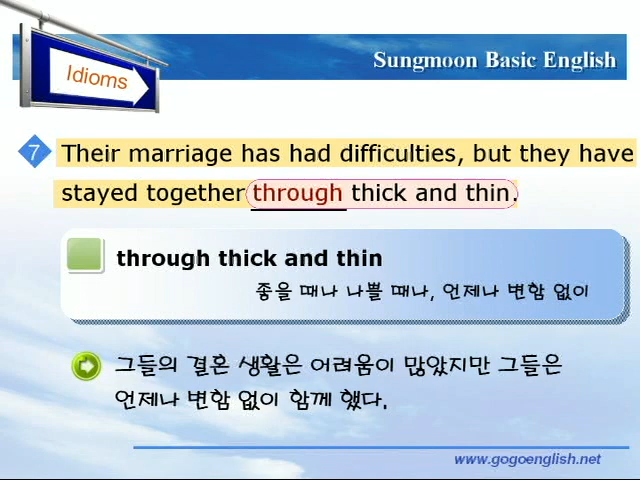 Idioms
Sungmoon Basic English
7 Their marriage has had difficulties, but they have
stayed together through thick and thin.
through thick and thin
좋을 때나 나쁠 때나, 언제나 변함 없이
그들의 결혼 생활은 어려움이 많았지만 그들은
언제나 변함 없이 함께 했다.
www.gogoenglish.net